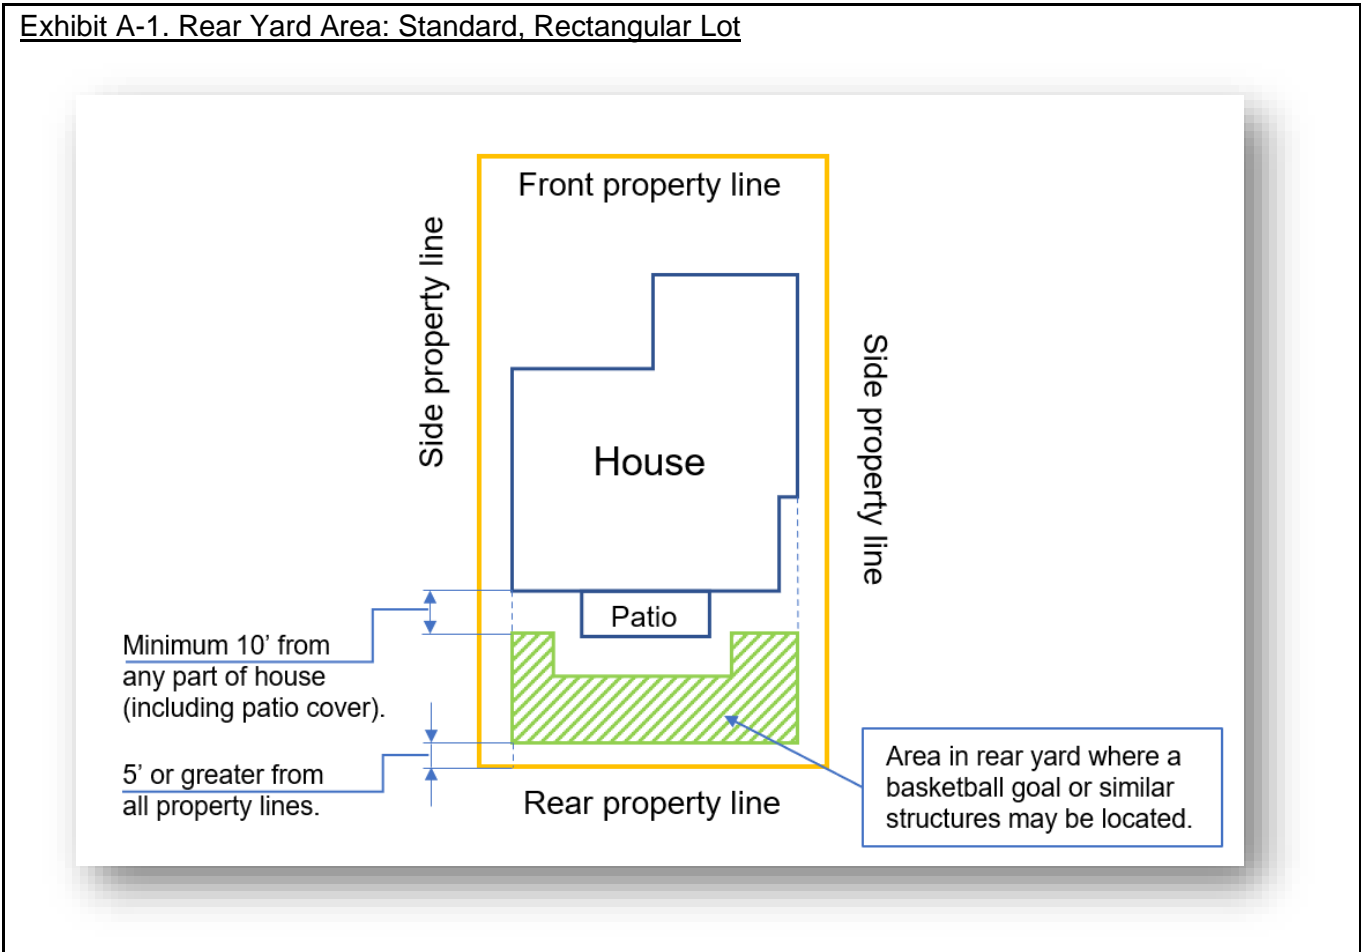 Exhibit A-1. Rear Yard Area: Standard, Rectangular Lot
Front property line
Side property line
Side property line
House
Patio
Minimum 10’ from
any part of house
(including patio cover).
5’ or greater from
all property lines.
Rear property line
Area in rear yard where a
basketball goal or similar
structures may be located.